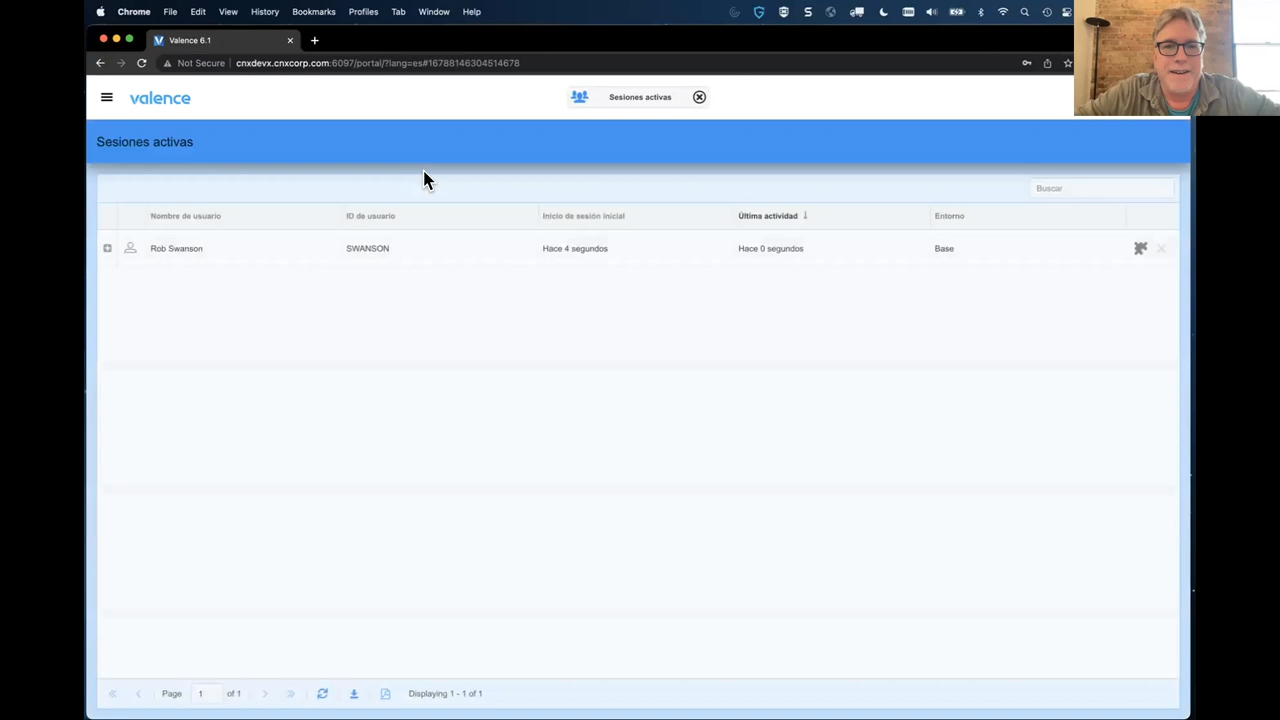 Chrome File Edit View History Bookmarks Profiles Tab Window Help
Valence 6.1
Not Secure cnxdevx.cnxcorp.com:6097/portal/?lang=es#16788146304514678
valence Sesiones activas
Sesiones activas
Buscar
Nombre de usuario ID de usuario Inicio de sesión inicial Última actividad ↓ Entorno
Rob Swanson SWANSON Hace 4 segundos Hace 0 segundos Base
Page 1 of 1 Displaying 1 - 1 of 1